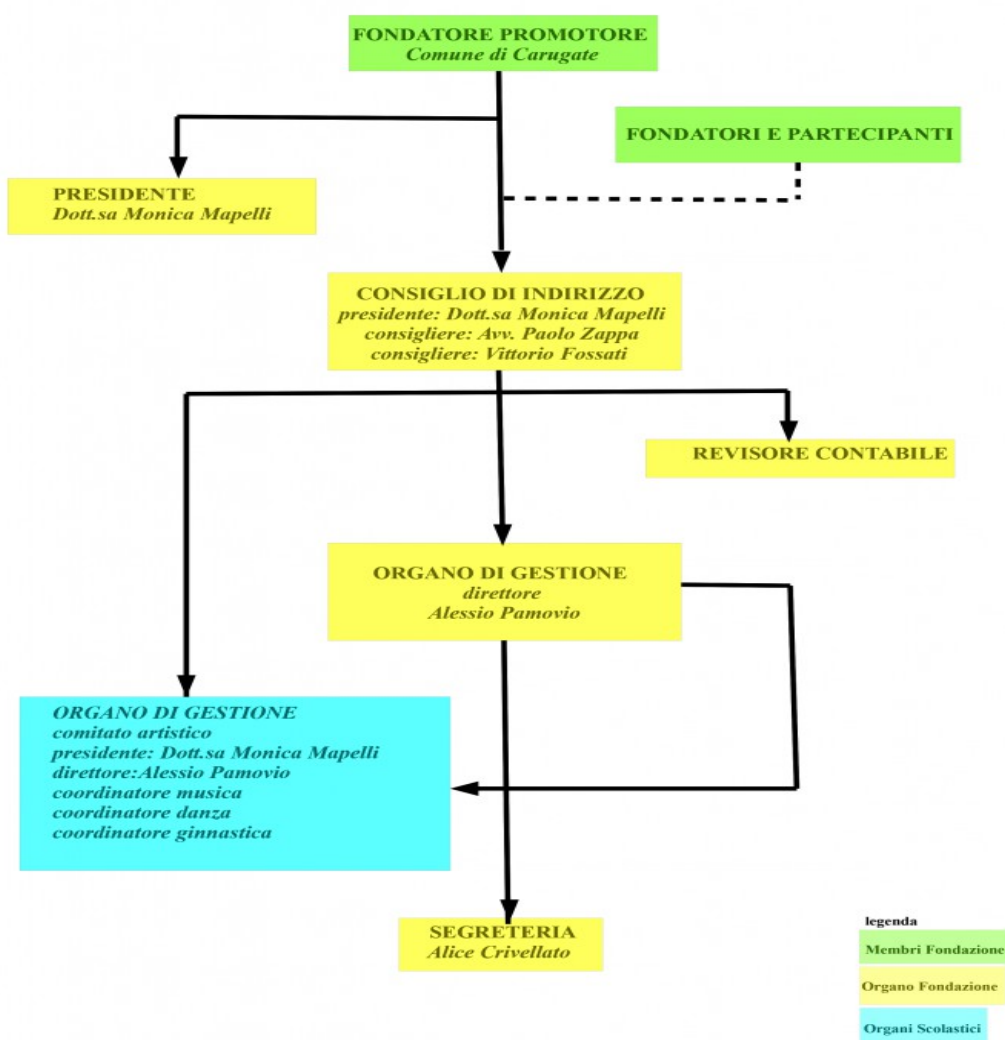 FONDATORE PROMOTORE
Comune di Carugate
FONDATORI E PARTECIPANTI
PRESIDENTE
Dott.sa Monica Mapelli
CONSIGLIO DI INDIRIZZO
presidente: Dott.sa Monica Mapelli
consigliere: Avv. Paolo Zappa
consigliere: Vittorio Fossati
REVISORE CONTABILE
ORGANO DI GESTIONE
direttore
Alessio Pamovio
ORGANO DI GESTIONE
comitato artistico
presidente: Dott.sa Monica Mapelli
direttore:Alessio Pamovio
coordinatore musica
coordinatore danza
coordinatore ginnastica
SEGRETERIA
Alice Crivellato
legenda
Membri Fondazione
Organo Fondazione
Organi Scolastici